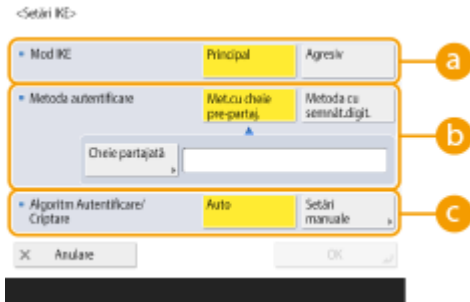 <Setări IKE>
Mod IKE Principal Agresiv a
Metoda autentificare Met.cu cheie Metoda cu
pre-partaj. semnăt.digit.
b
Cheie partajată
Algoritm Autentificare/ Auto Setări
Criptare manuale
c
Anulare OK